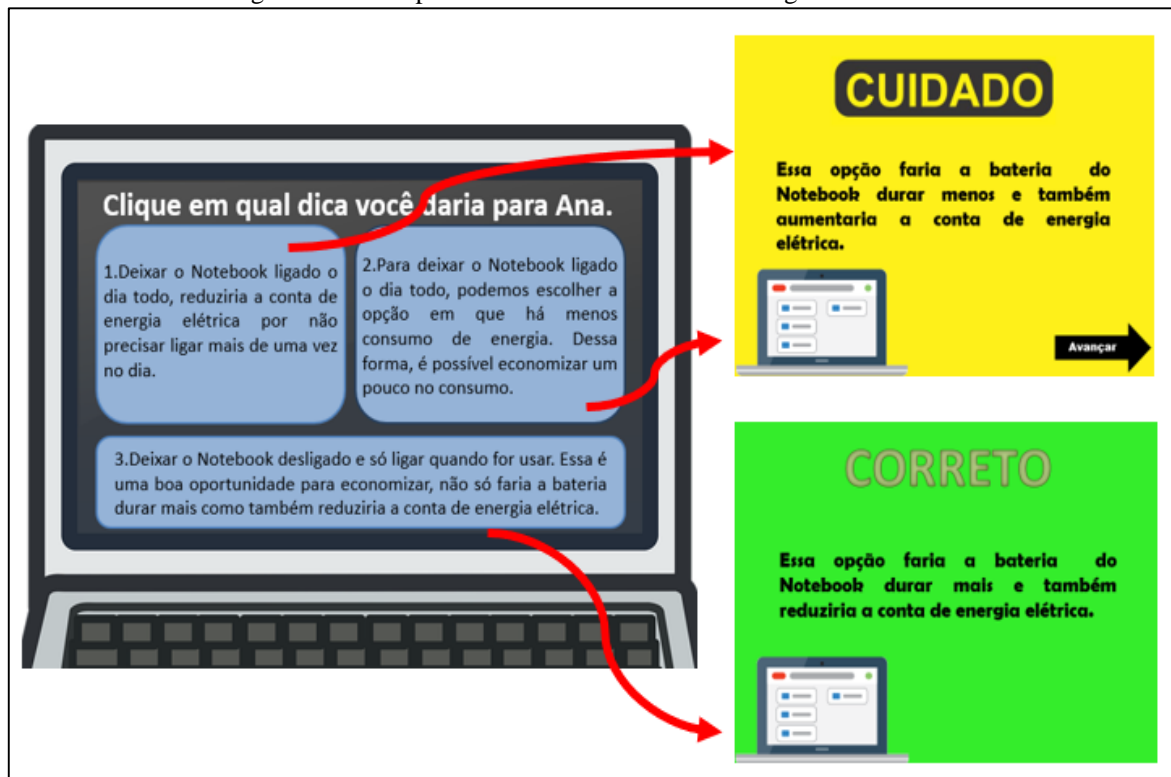 Clique em qual dica você daria para Ana.
1.Deixar o Notebook ligado o
dia todo, reduziria a conta de
energia elétrica por não
precisar ligar mais de uma vez
no dia.
2.Para deixar o Notebook ligado
o dia todo, podemos escolher a
opção em que há menos
consumo de energia. Dessa
forma, é possível economizar um
pouco no consumo.
3.Deixar o Notebook desligado e só ligar quando for usar. Essa é
uma boa oportunidade para economizar, não só faria a bateria
durar mais como também reduziria a conta de energia elétrica.
CUIDADO
Essa opção faria a bateria do
Notebook durar menos e também
aumentaria a conta de energia
elétrica.
Avançar
CORRETO
Essa opção faria a bateria do
Notebook durar mais e também
reduziria a conta de energia elétrica.